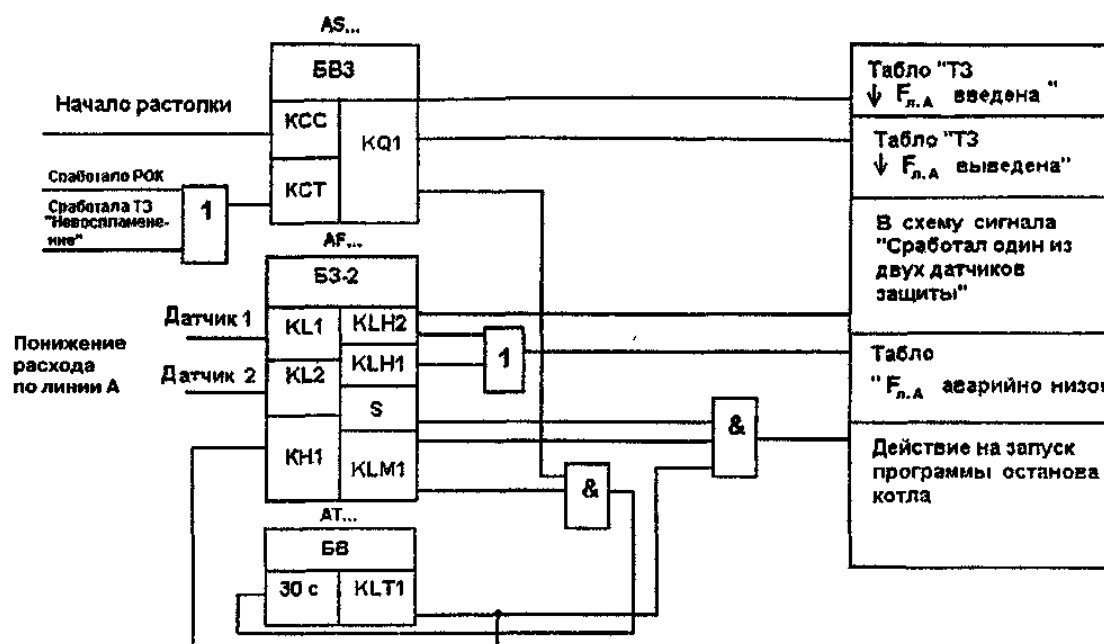 AS...
БВЗ
Начало растопки
КСС
KQ1
КСТ
Сработало РОК
Сработала ТЗ
"Невоспламене-
ние"
1
AF...
БЗ-2
Датчик 1
KL1
KLH2
Понижение
расхода
по линии А
Датчик 2
KL2
KLH1
1
S
КН1
KLM1
&
&
AT...
БВ
30 с
KLT1
Табло "ТЗ
↓ Fл.А введена "
Табло "ТЗ
↓ Fл.А выведена"
В схему сигнала
"Сработал один из
двух датчиков
защиты"
Табло
" Fл.А аварийно низок
Действие на запуск
программы останова
котла